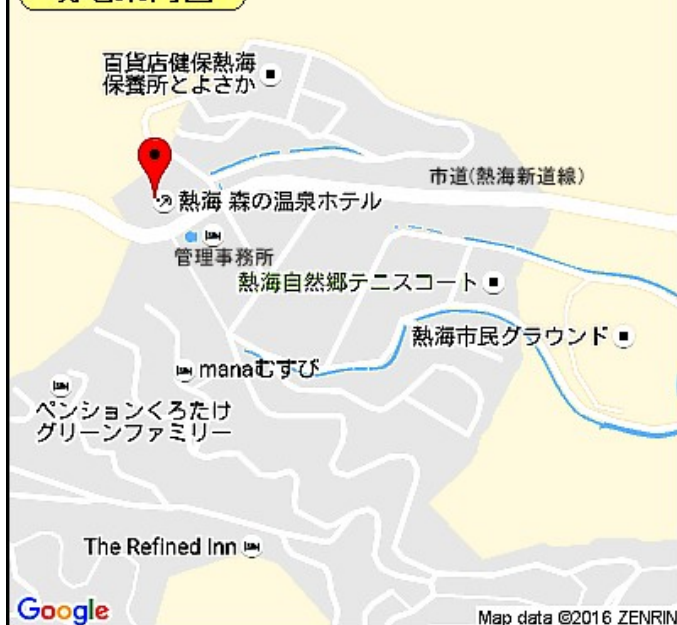 百貨店健保熱海
保養所とよさか
市道(熱海新道線)
熱海 森の温泉ホテル
管理事務所
熱海自然郷テニスコート
熱海市民グラウンド
manaむすび
ペンションくろたけ
グリーンファミリー
The Refined Inn
Google
Map data ©2016 ZENRIN